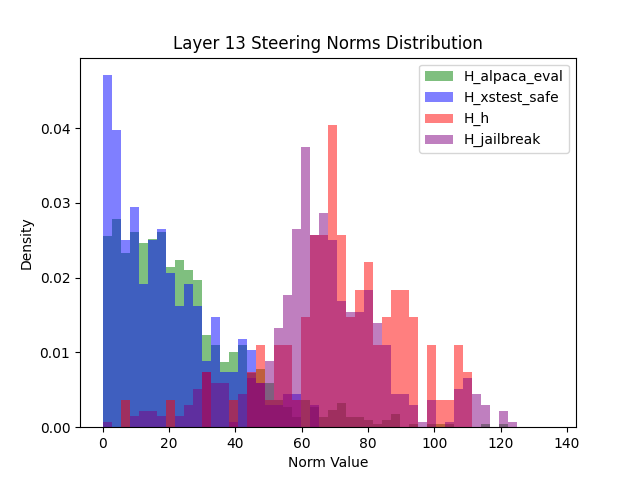 Layer 13 Steering Norms Distribution
H_alpaca_eval
H_xstest_safe
H_h
H_jailbreak
Density
0.04
0.03
0.02
0.01
0.00
0 20 40 60 80 100 120 140
Norm Value